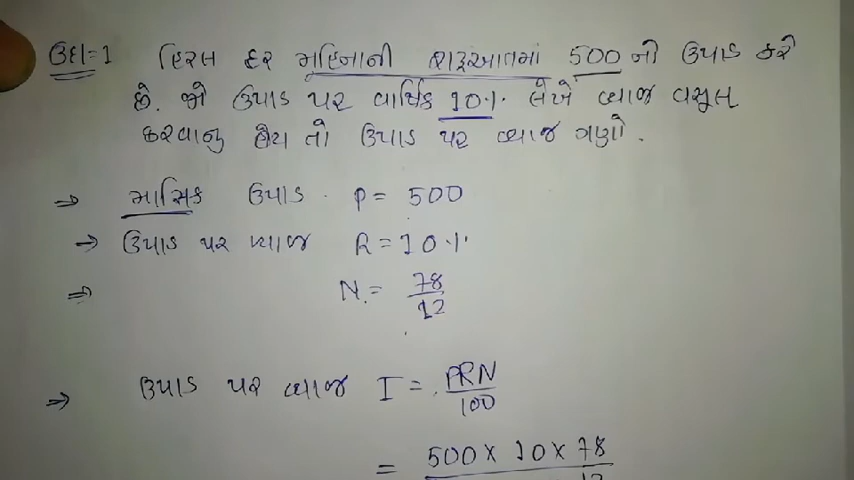 ઉદા=1 હિરલ દર મહિનાની શરૂઆતમાં 500 નો ઉપાડ કરે
છે. જો ઉપાડ પર વાર્ષિક 10% લેખે વ્યાજ વસૂલ
કરવાનુ હોય તો ઉપાડ પર વ્યાજ ગણો.
⇒ માસિક ઉપાડ P = 500
⇒ ઉપાડ પર વ્યાજ R = 10%
⇒ N = 78/12
⇒ ઉપાડ પર વ્યાજ I = PRN/100
= 500 × 10 × 78